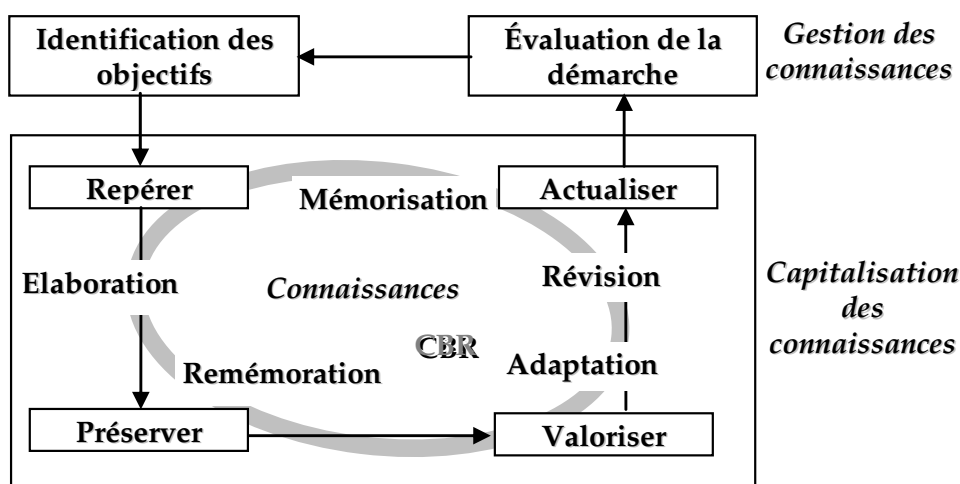 Identification des
objectifs
Évaluation de la
démarche
Gestion des
connaissances
Repérer
Mémorisation
Actualiser
Elaboration
Connaissances
Révision
Capitalisation
des
connaissances
CBR
Remémoration
Adaptation
Préserver
Valoriser